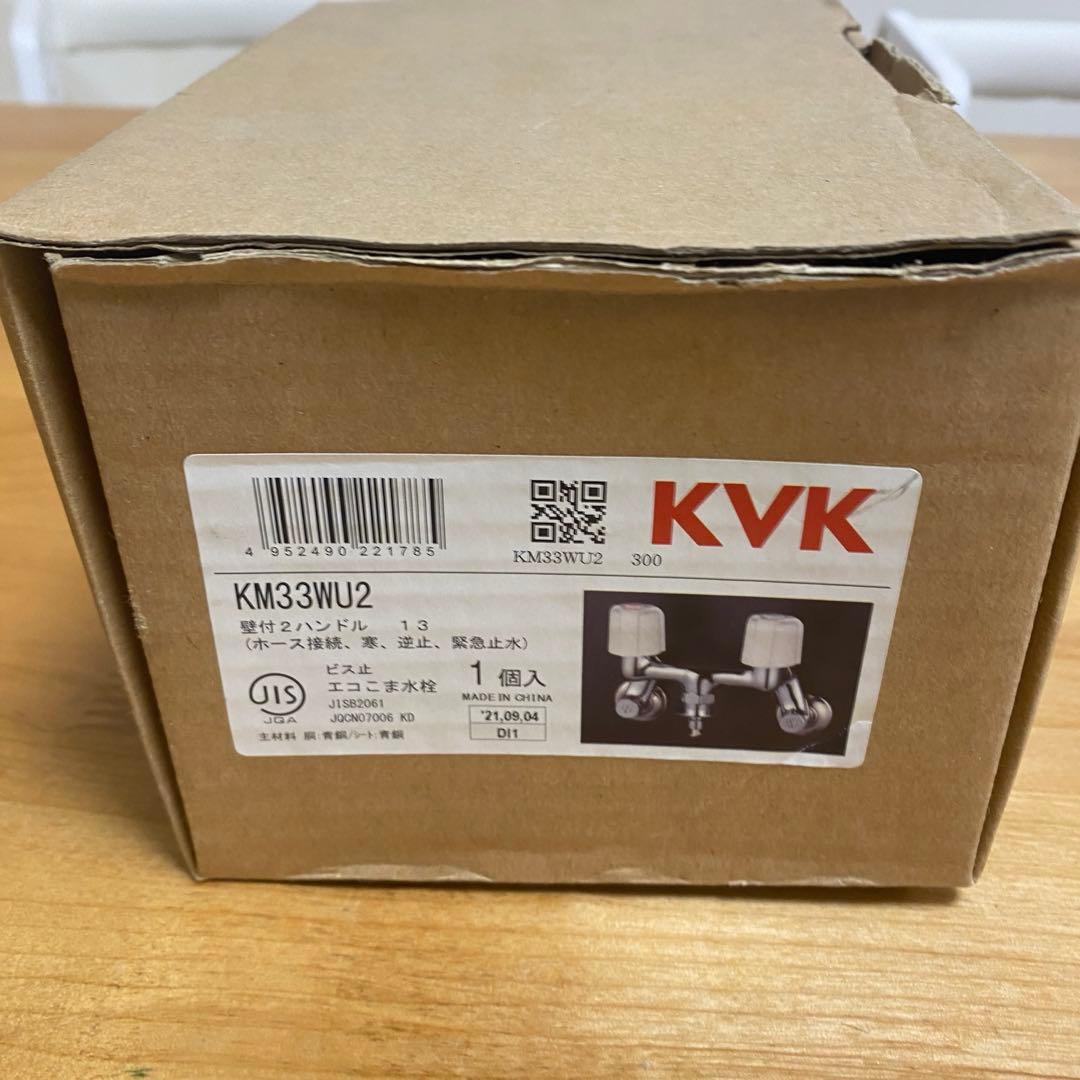 4 952490 221785
KM33WU2 300
KVK
KM33WU2
壁付2ハンドル 13
(ホース接続、寒、逆止、緊急止水)
JIS
JQA
ビス止
エコこま水栓
JISB2061
JQCN07006 KD
1個入
MADE IN CHINA
'21,09,04
DI1
主材料 胴:青銅/シート:青銅